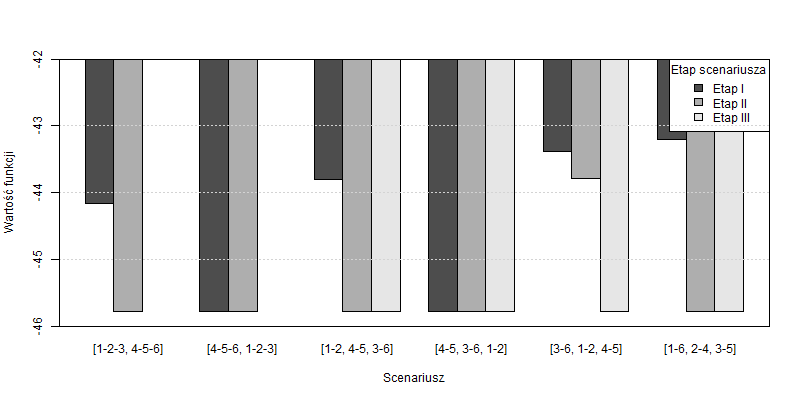 Etap scenariusza
Etap I
Etap II
Etap III
Wartość funkcji
-42
-43
-44
-45
-46
[1-2-3, 4-5-6]
[4-5-6, 1-2-3]
[1-2, 4-5, 3-6]
[4-5, 3-6, 1-2]
[3-6, 1-2, 4-5]
[1-6, 2-4, 3-5]
Scenariusz